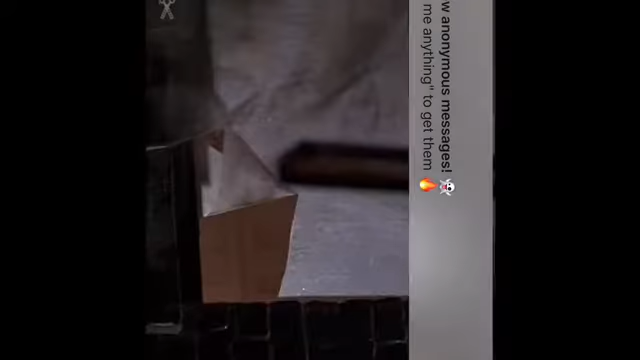 w anonymous messages! 👻
me anything" to get them 🔥